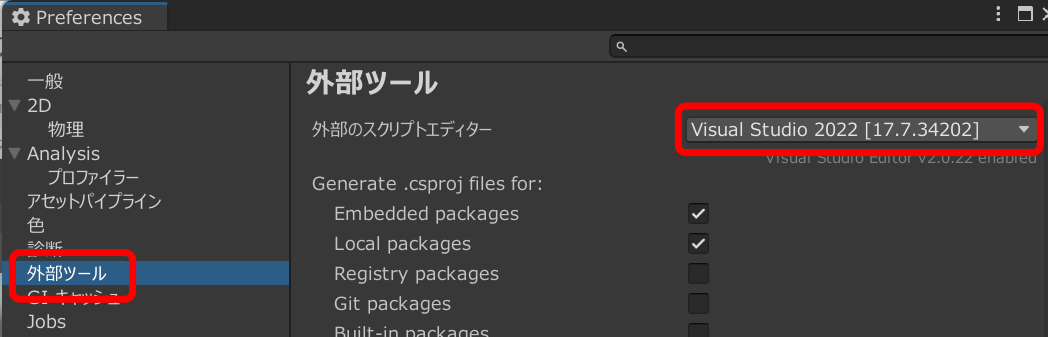 Preferences
一般
2D
物理
Analysis
プロファイラー
アセットパイプライン
色
診断
外部ツール
GI キャッシュ
Jobs
外部ツール
外部のスクリプトエディター
Visual Studio 2022 [17.7.34202]
Visual Studio Editor v2.0.22 enabled
Generate .csproj files for:
Embedded packages
Local packages
Registry packages
Git packages
Built-in packages